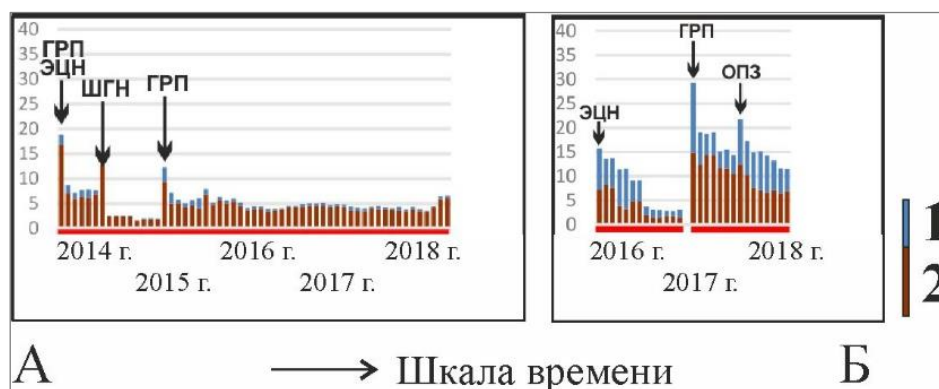 40
35
30
25
20
15
10
5
0
ГРП
ЭЦН
ШГН
ГРП
2014 г.
2015 г.
2016 г.
2017 г.
2018 г.
40
35
30
25
20
15
10
5
0
ЭЦН
ГРП
ОПЗ
2016 г.
2017 г.
2018 г.
1
2
А
Шкала времени
Б